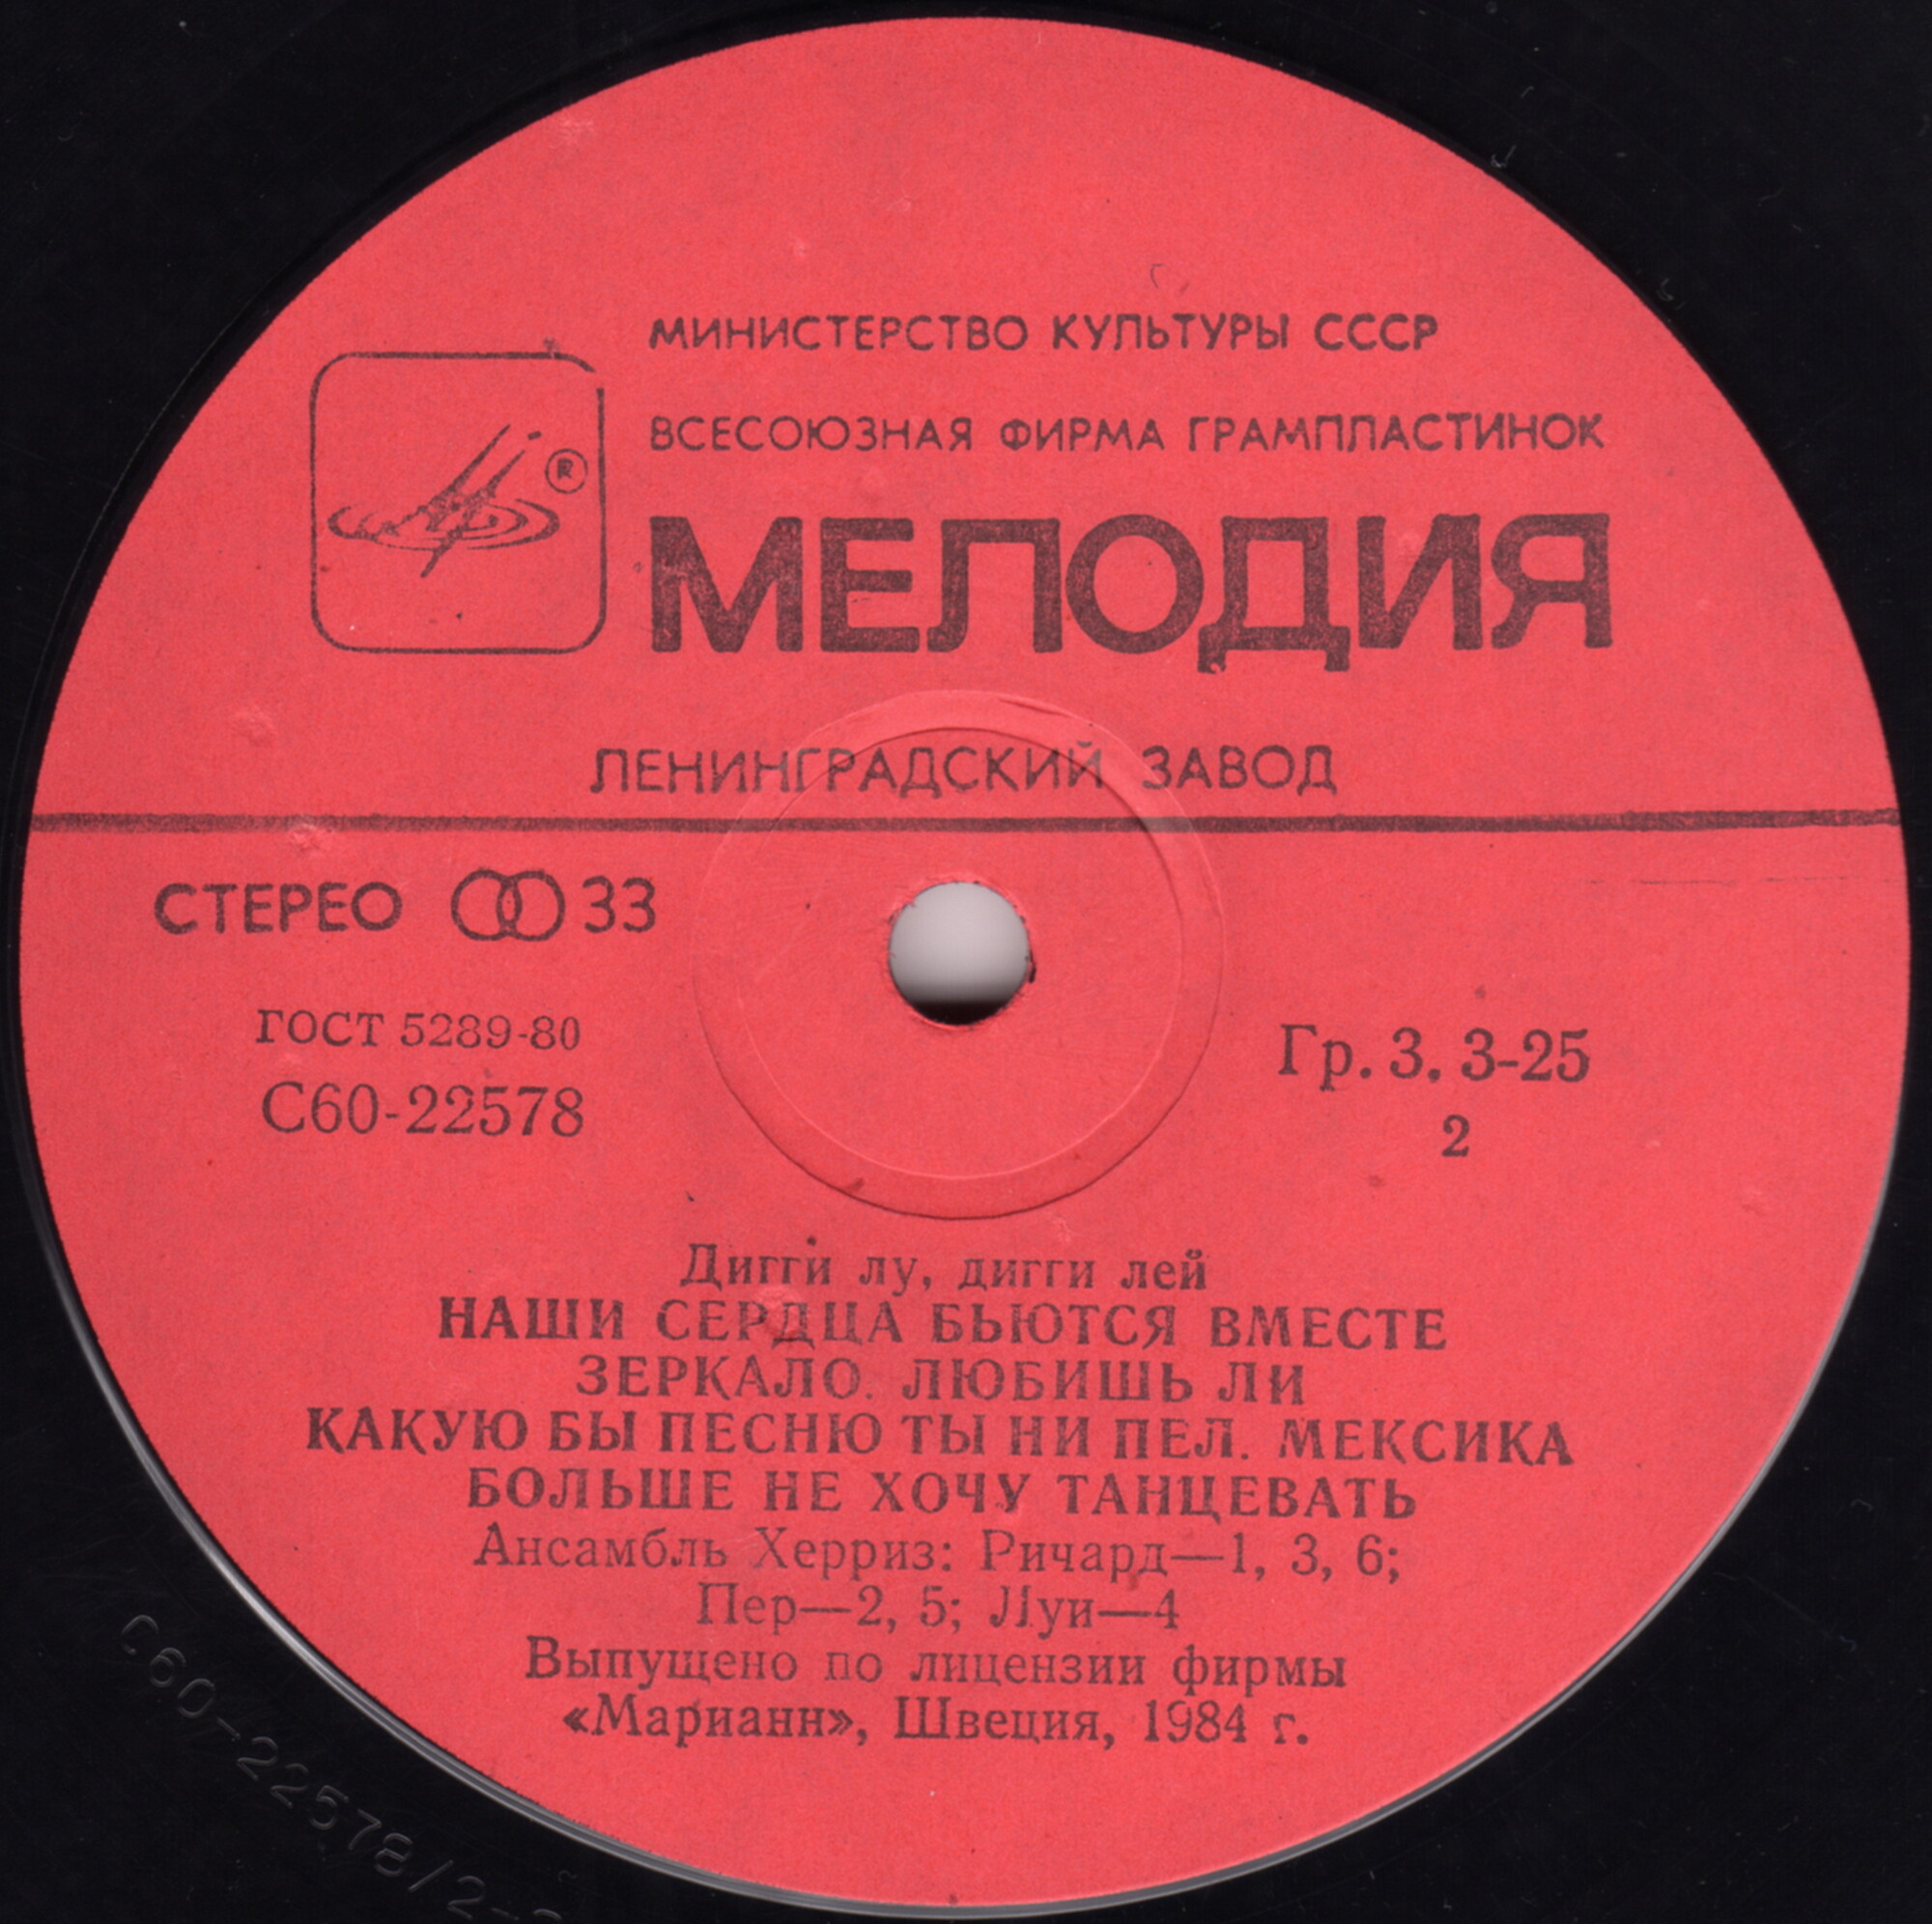 МИНИСТЕРСТВО КУЛЬТУРЫ СССР
ВСЕСОЮЗНАЯ ФИРМА ГРАМПЛАСТИНОК
®
МЕЛОДИЯ
ЛЕНИНГРАДСКИЙ ЗАВОД
СТЕРЕО 33
ГОСТ 5289-80
С60-22578
Гр. 3. 3-25
2
Дигги лу, дигги лей
НАШИ СЕРДЦА БЬЮТСЯ ВМЕСТЕ
ЗЕРКАЛО. ЛЮБИШЬ ЛИ
КАКУЮ БЫ ПЕСНЮ ТЫ НИ ПЕЛ. МЕКСИКА
БОЛЬШЕ НЕ ХОЧУ ТАНЦЕВАТЬ
Ансамбль Херриз: Ричард—1, 3, 6;
Пер—2, 5; Луи—4
Выпущено по лицензии фирмы
«Марианн», Швеция, 1984 г.
С60-22578/2-